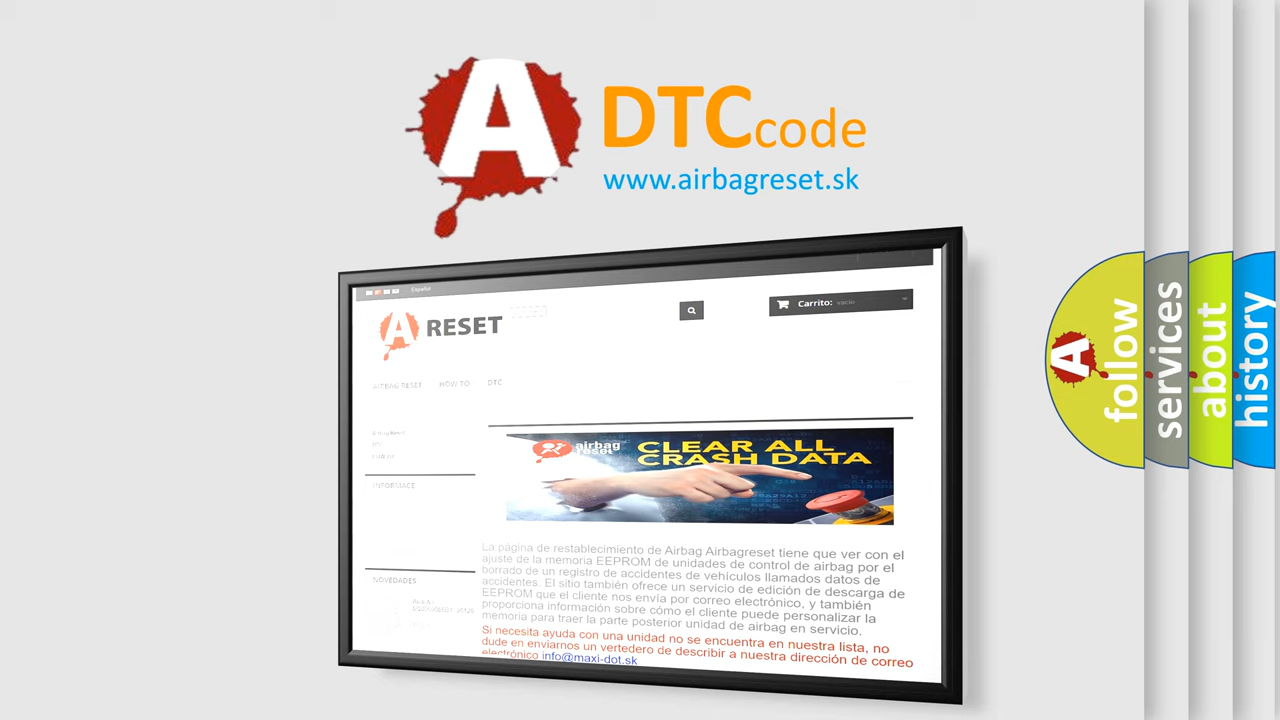 A DTCcode
www.airbagreset.sk
Español
A RESET
Carrito: vacío
AIRBAG RESET HOW TO DTC
Airbag Reset
DTC
INFORMACE
NOVEDADES
airbag
reset
CLEAR ALL
CRASH DATA
La página de restablecimiento de Airbag Airbagreset tiene que ver con el
ajuste de la memoria EEPROM de unidades de control de airbag por el
borrado de un registro de accidentes de vehículos llamados datos de
accidentes. El sitio también ofrece un servicio de edición de descarga de
EEPROM que el cliente nos envía por correo electrónico, y también
proporciona información sobre cómo el cliente puede personalizar la
memoria para traer la parte posterior unidad de airbag en servicio.
Si necesita ayuda con una unidad no se encuentra en nuestra lista, no
dude en enviarnos un vertedero de describir a nuestra dirección de correo
electrónico info@maxi-dot.sk
A follow
services
about
history